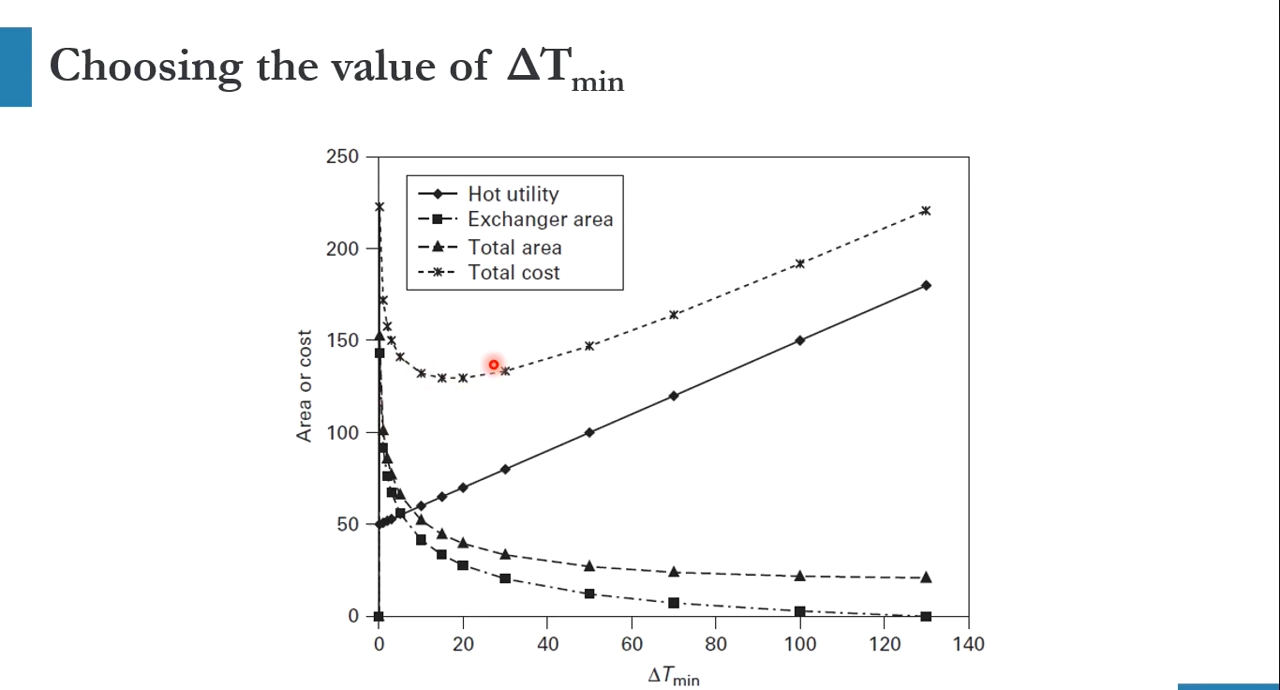 Choosing the value of ΔTmin
250
200
150
100
50
0
Area or cost
Hot utility
Exchanger area
Total area
Total cost
0 20 40 60 80 100 120 140
ΔTmin